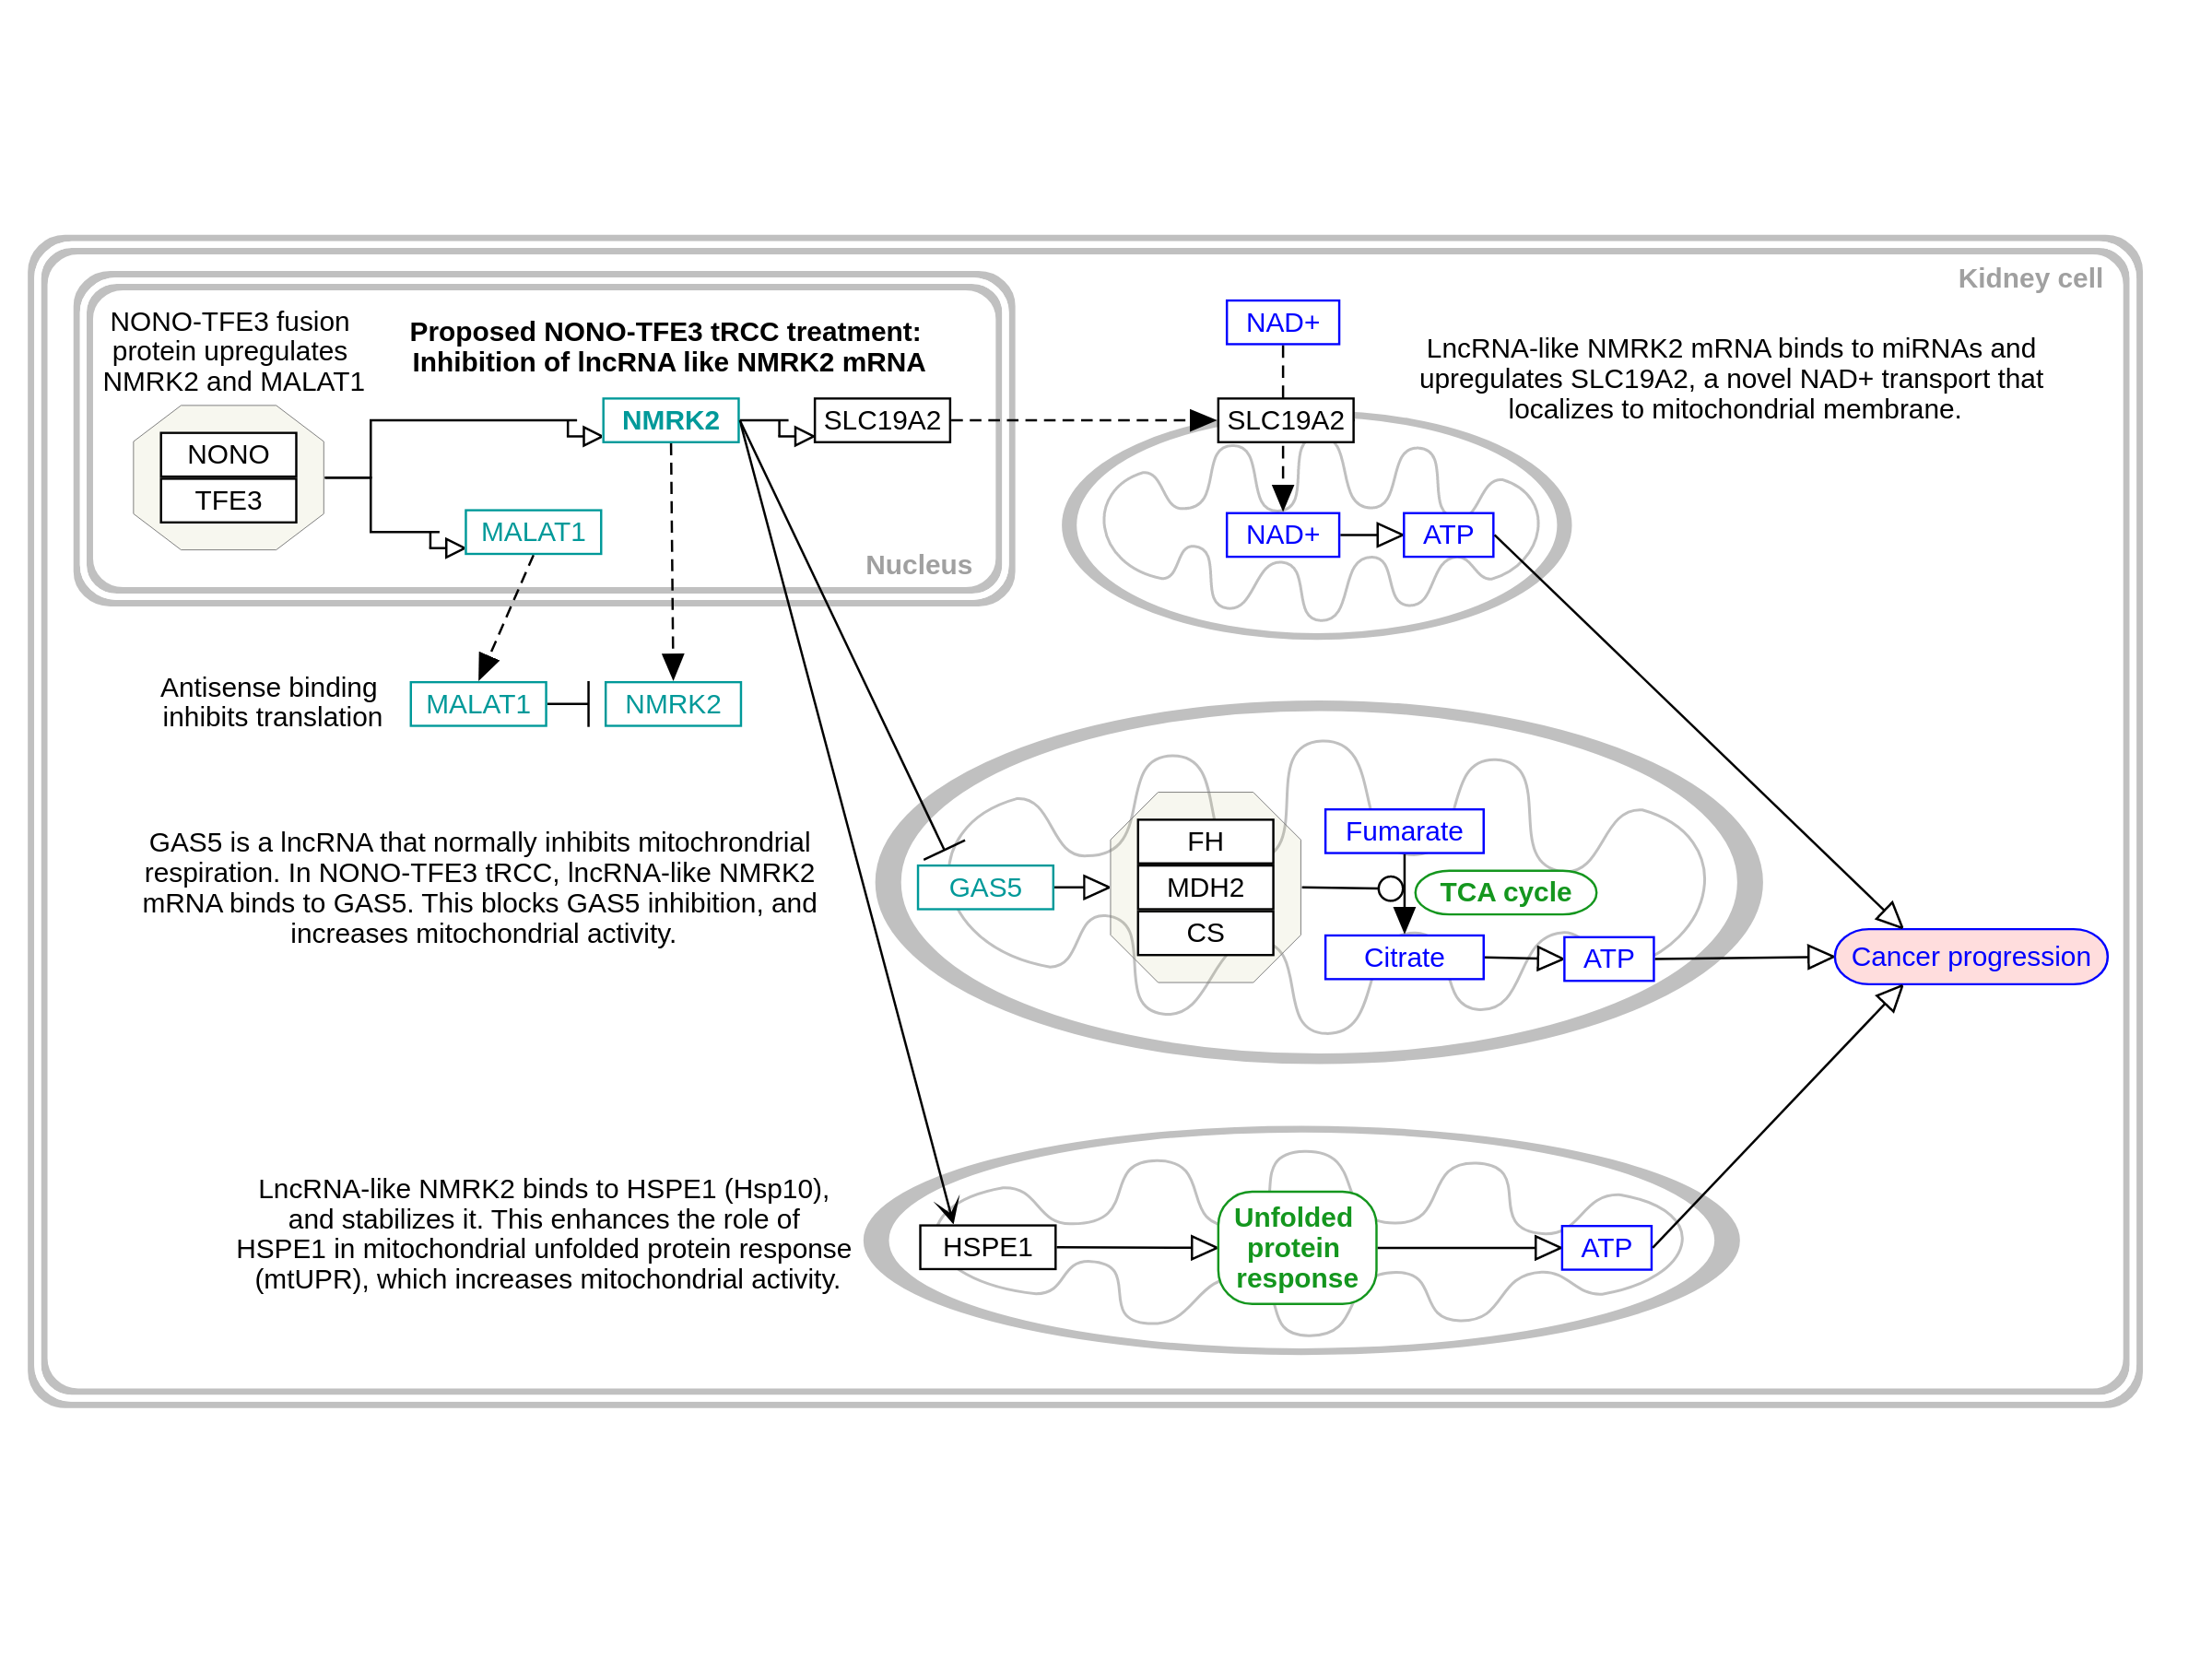 Kidney cell
NONO-TFE3 fusion
protein upregulates
NMRK2 and MALAT1
Proposed NONO-TFE3 tRCC treatment:
Inhibition of lncRNA like NMRK2 mRNA
NONO
TFE3
NMRK2
SLC19A2
MALAT1
Nucleus
NAD+
SLC19A2
NAD+
ATP
LncRNA-like NMRK2 mRNA binds to miRNAs and
upregulates SLC19A2, a novel NAD+ transport that
localizes to mitochondrial membrane.
Antisense binding
inhibits translation
MALAT1
NMRK2
GAS5 is a lncRNA that normally inhibits mitochrondrial
respiration. In NONO-TFE3 tRCC, lncRNA-like NMRK2
mRNA binds to GAS5. This blocks GAS5 inhibition, and
increases mitochondrial activity.
GAS5
FH
MDH2
CS
Fumarate
TCA cycle
Citrate
ATP
Cancer progression
LncRNA-like NMRK2 binds to HSPE1 (Hsp10),
and stabilizes it. This enhances the role of
HSPE1 in mitochondrial unfolded protein response
(mtUPR), which increases mitochondrial activity.
HSPE1
Unfolded
protein
response
ATP